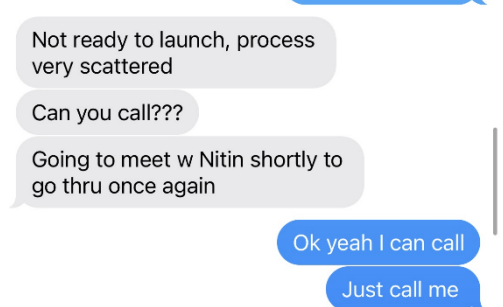 Not ready to launch, process
very scattered
Can you call???
Going to meet w Nitin shortly to
go thru once again
Ok yeah I can call
Just call me